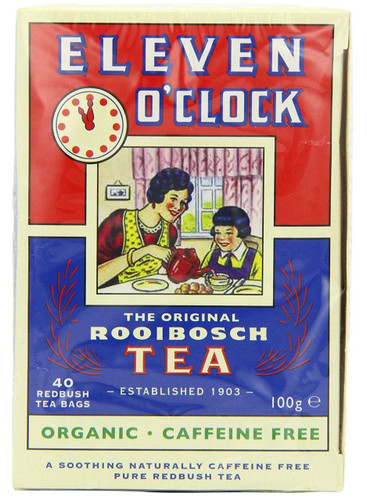 ELEVEN
O'CLOCK
THE ORIGINAL
ROOIBOSCH
TEA
40
REDBUSH
TEA BAGS
– ESTABLISHED 1903 –
100g ℮
ORGANIC · CAFFEINE FREE
A SOOTHING NATURALLY CAFFEINE FREE
PURE REDBUSH TEA